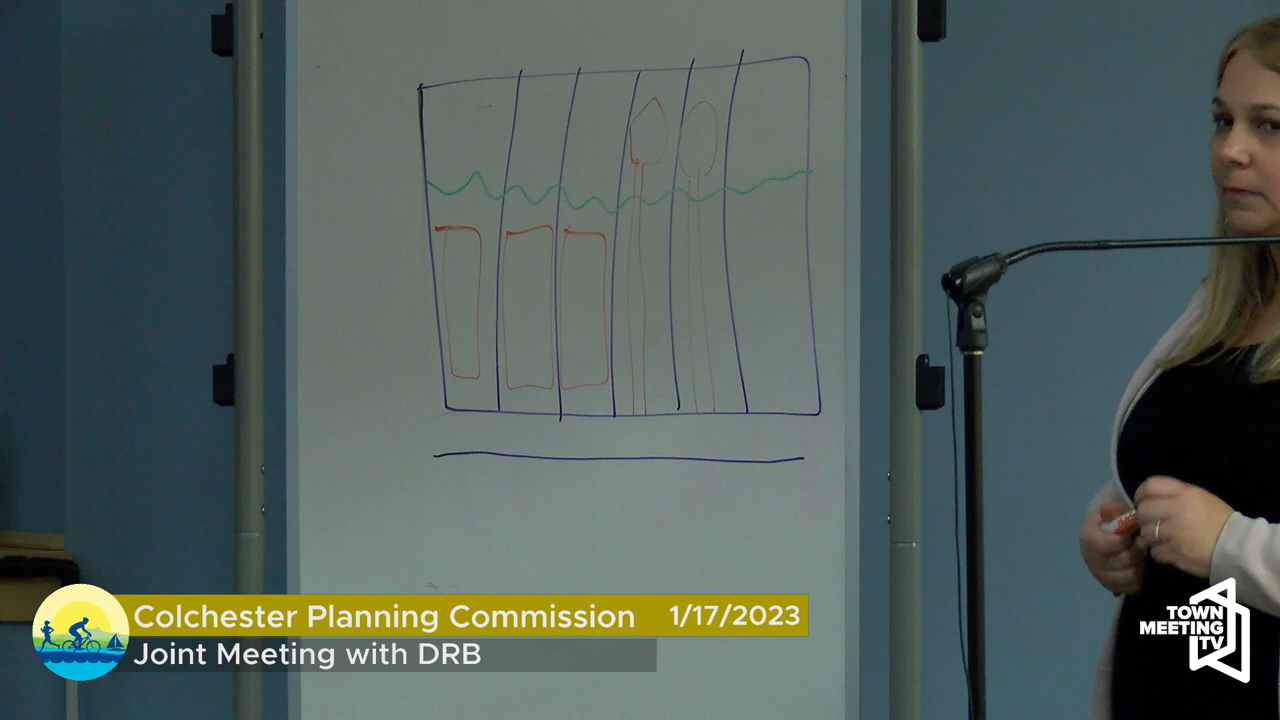 Colchester Planning Commission 1/17/2023
Joint Meeting with DRB
TOWN
MEETING
TV